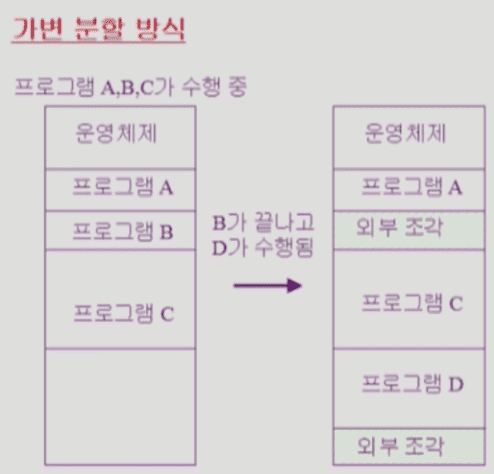 가변 분할 방식
프로그램 A,B,C가 수행 중
운영체제
프로그램 A
프로그램 B
프로그램 C
B가 끝나고
D가 수행됨
운영체제
프로그램 A
외부 조각
프로그램 C
프로그램 D
외부 조각